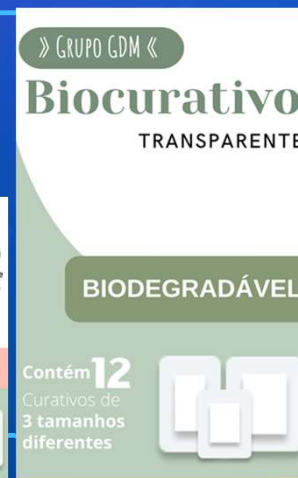 » GRUPO GDM «
Biocurativo
TRANSPARENTE
BIODEGRADÁVEL
Contém 12
Curativos de
3 tamanhos
diferentes